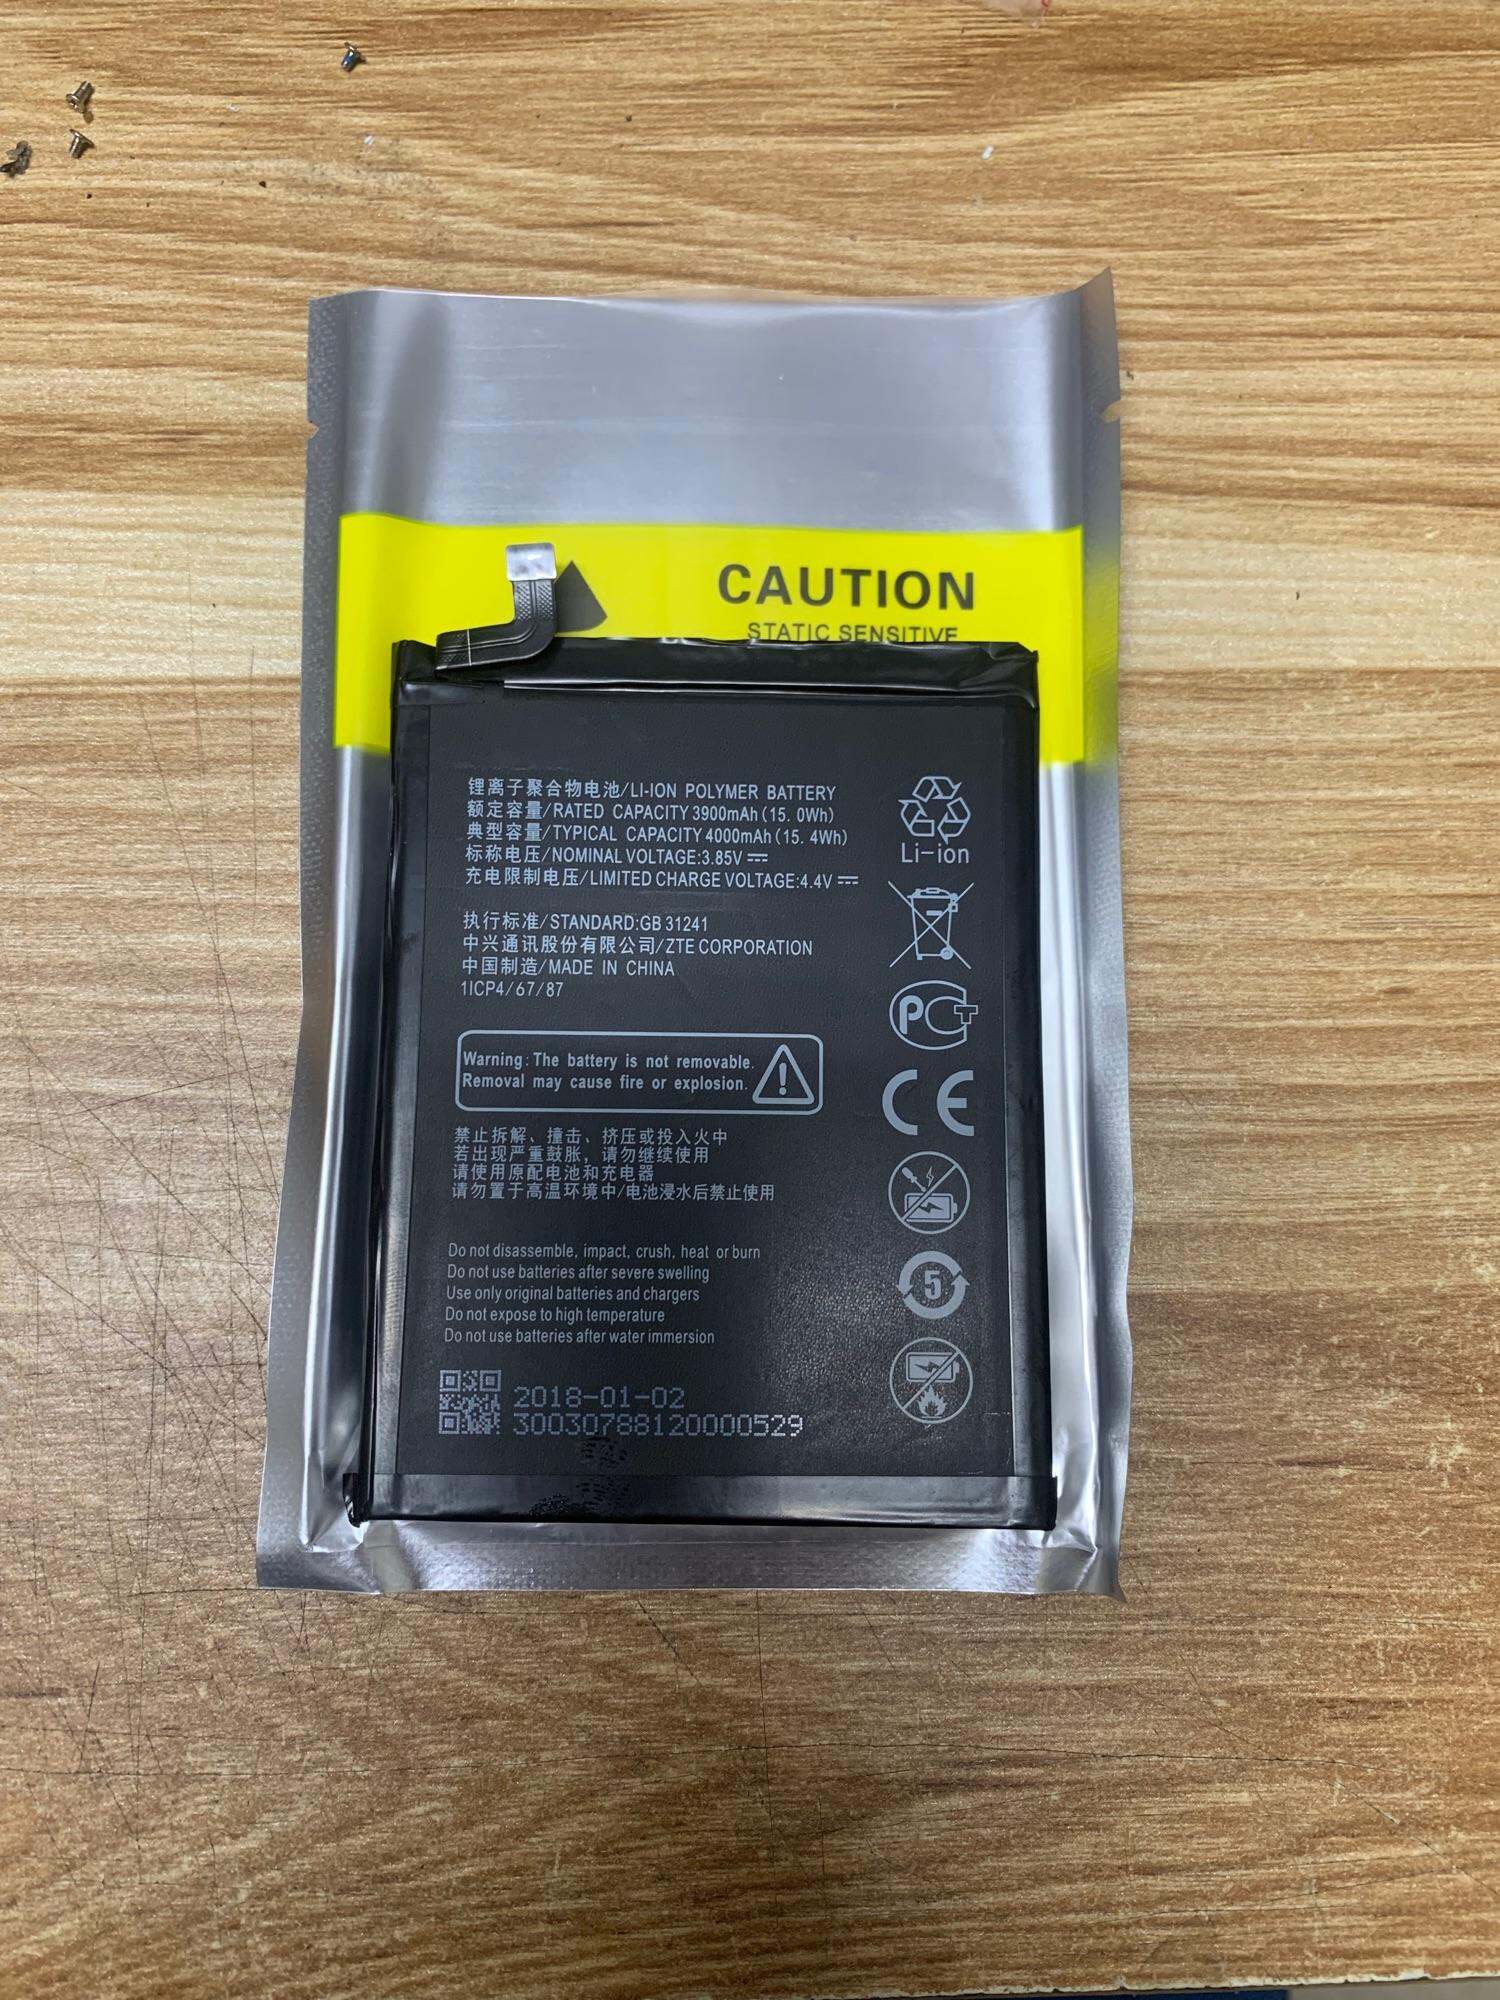 CAUTION
STATIC SENSITIVE
锂离子聚合物电池/LI-ION POLYMER BATTERY
额定容量/RATED CAPACITY 3900mAh (15.0Wh)
典型容量/TYPICAL CAPACITY 4000mAh (15.4Wh)
标称电压/NOMINAL VOLTAGE:3.85V
充电限制电压/LIMITED CHARGE VOLTAGE:4.4V
执行标准/STANDARD:GB 31241
中兴通讯股份有限公司/ZTE CORPORATION
中国制造/MADE IN CHINA
1ICP4/67/87
Warning: The battery is not removable.
Removal may cause fire or explosion.
禁止拆解、撞击、挤压或投入火中
若出现严重鼓胀，请勿继续使用
请使用原配电池和充电器
请勿置于高温环境中/电池浸水后禁止使用
Do not disassemble, impact, crush, heat or burn
Do not use batteries after severe swelling
Use only original batteries and chargers
Do not expose to high temperature
Do not use batteries after water immersion
2018-01-02
30030788120000529
Li-ion
PCT
CE
5